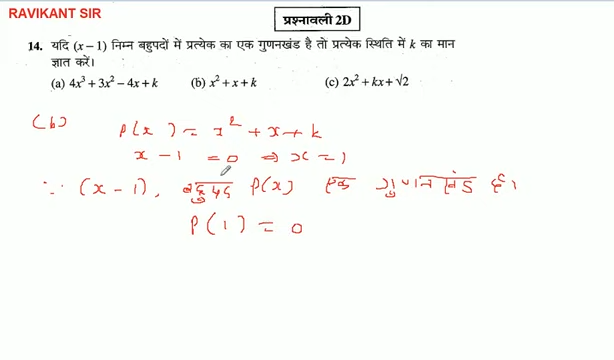 RAVIKANT SIR
प्रश्नावली 2D
14. यदि (x – 1) निम्न बहुपदों में प्रत्येक का एक गुणनखंड है तो प्रत्येक स्थिति में k का मान
ज्ञात करें।
(a) 4x³ + 3x² – 4x + k (b) x² + x + k (c) 2x² + kx + √2
(b)
P(x) = x² + x + k
x – 1 = 0 ⇒ x = 1
∵ (x – 1), बहुपद P(x) एक गुणनखंड है।
P(1) = 0